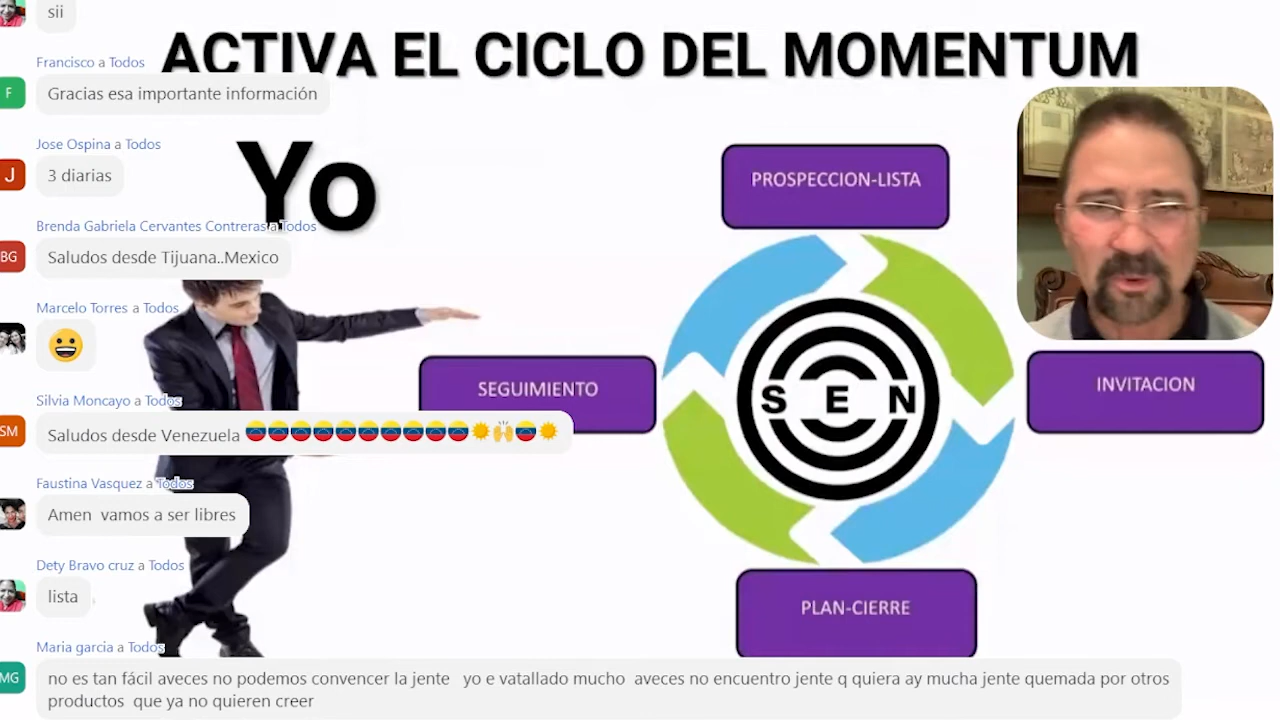 sii
ACTIVA EL CICLO DEL MOMENTUM
Francisco a Todos
F
Gracias esa importante información
Jose Ospina a Todos
J
3 diarias
Yo
PROSPECCION-LISTA
Brenda Gabriela Cervantes Contreras a Todos
BG
Saludos desde Tijuana..Mexico
Marcelo Torres a Todos
😀
SEGUIMIENTO
S E N
INVITACION
Silvia Moncayo a Todos
SM
Saludos desde Venezuela 🇻🇪🇻🇪🇻🇪🇻🇪🇻🇪🇻🇪🇻🇪🇻🇪🇻🇪🇻🇪☀️🙌🇻🇪☀️
Faustina Vasquez a Todos
Amen vamos a ser libres
Dety Bravo cruz a Todos
lista
PLAN-CIERRE
Maria garcia a Todos
MG
no es tan fácil aveces no podemos convencer la jente yo e vatallado mucho aveces no encuentro jente q quiera ay mucha jente quemada por otros
productos que ya no quieren creer